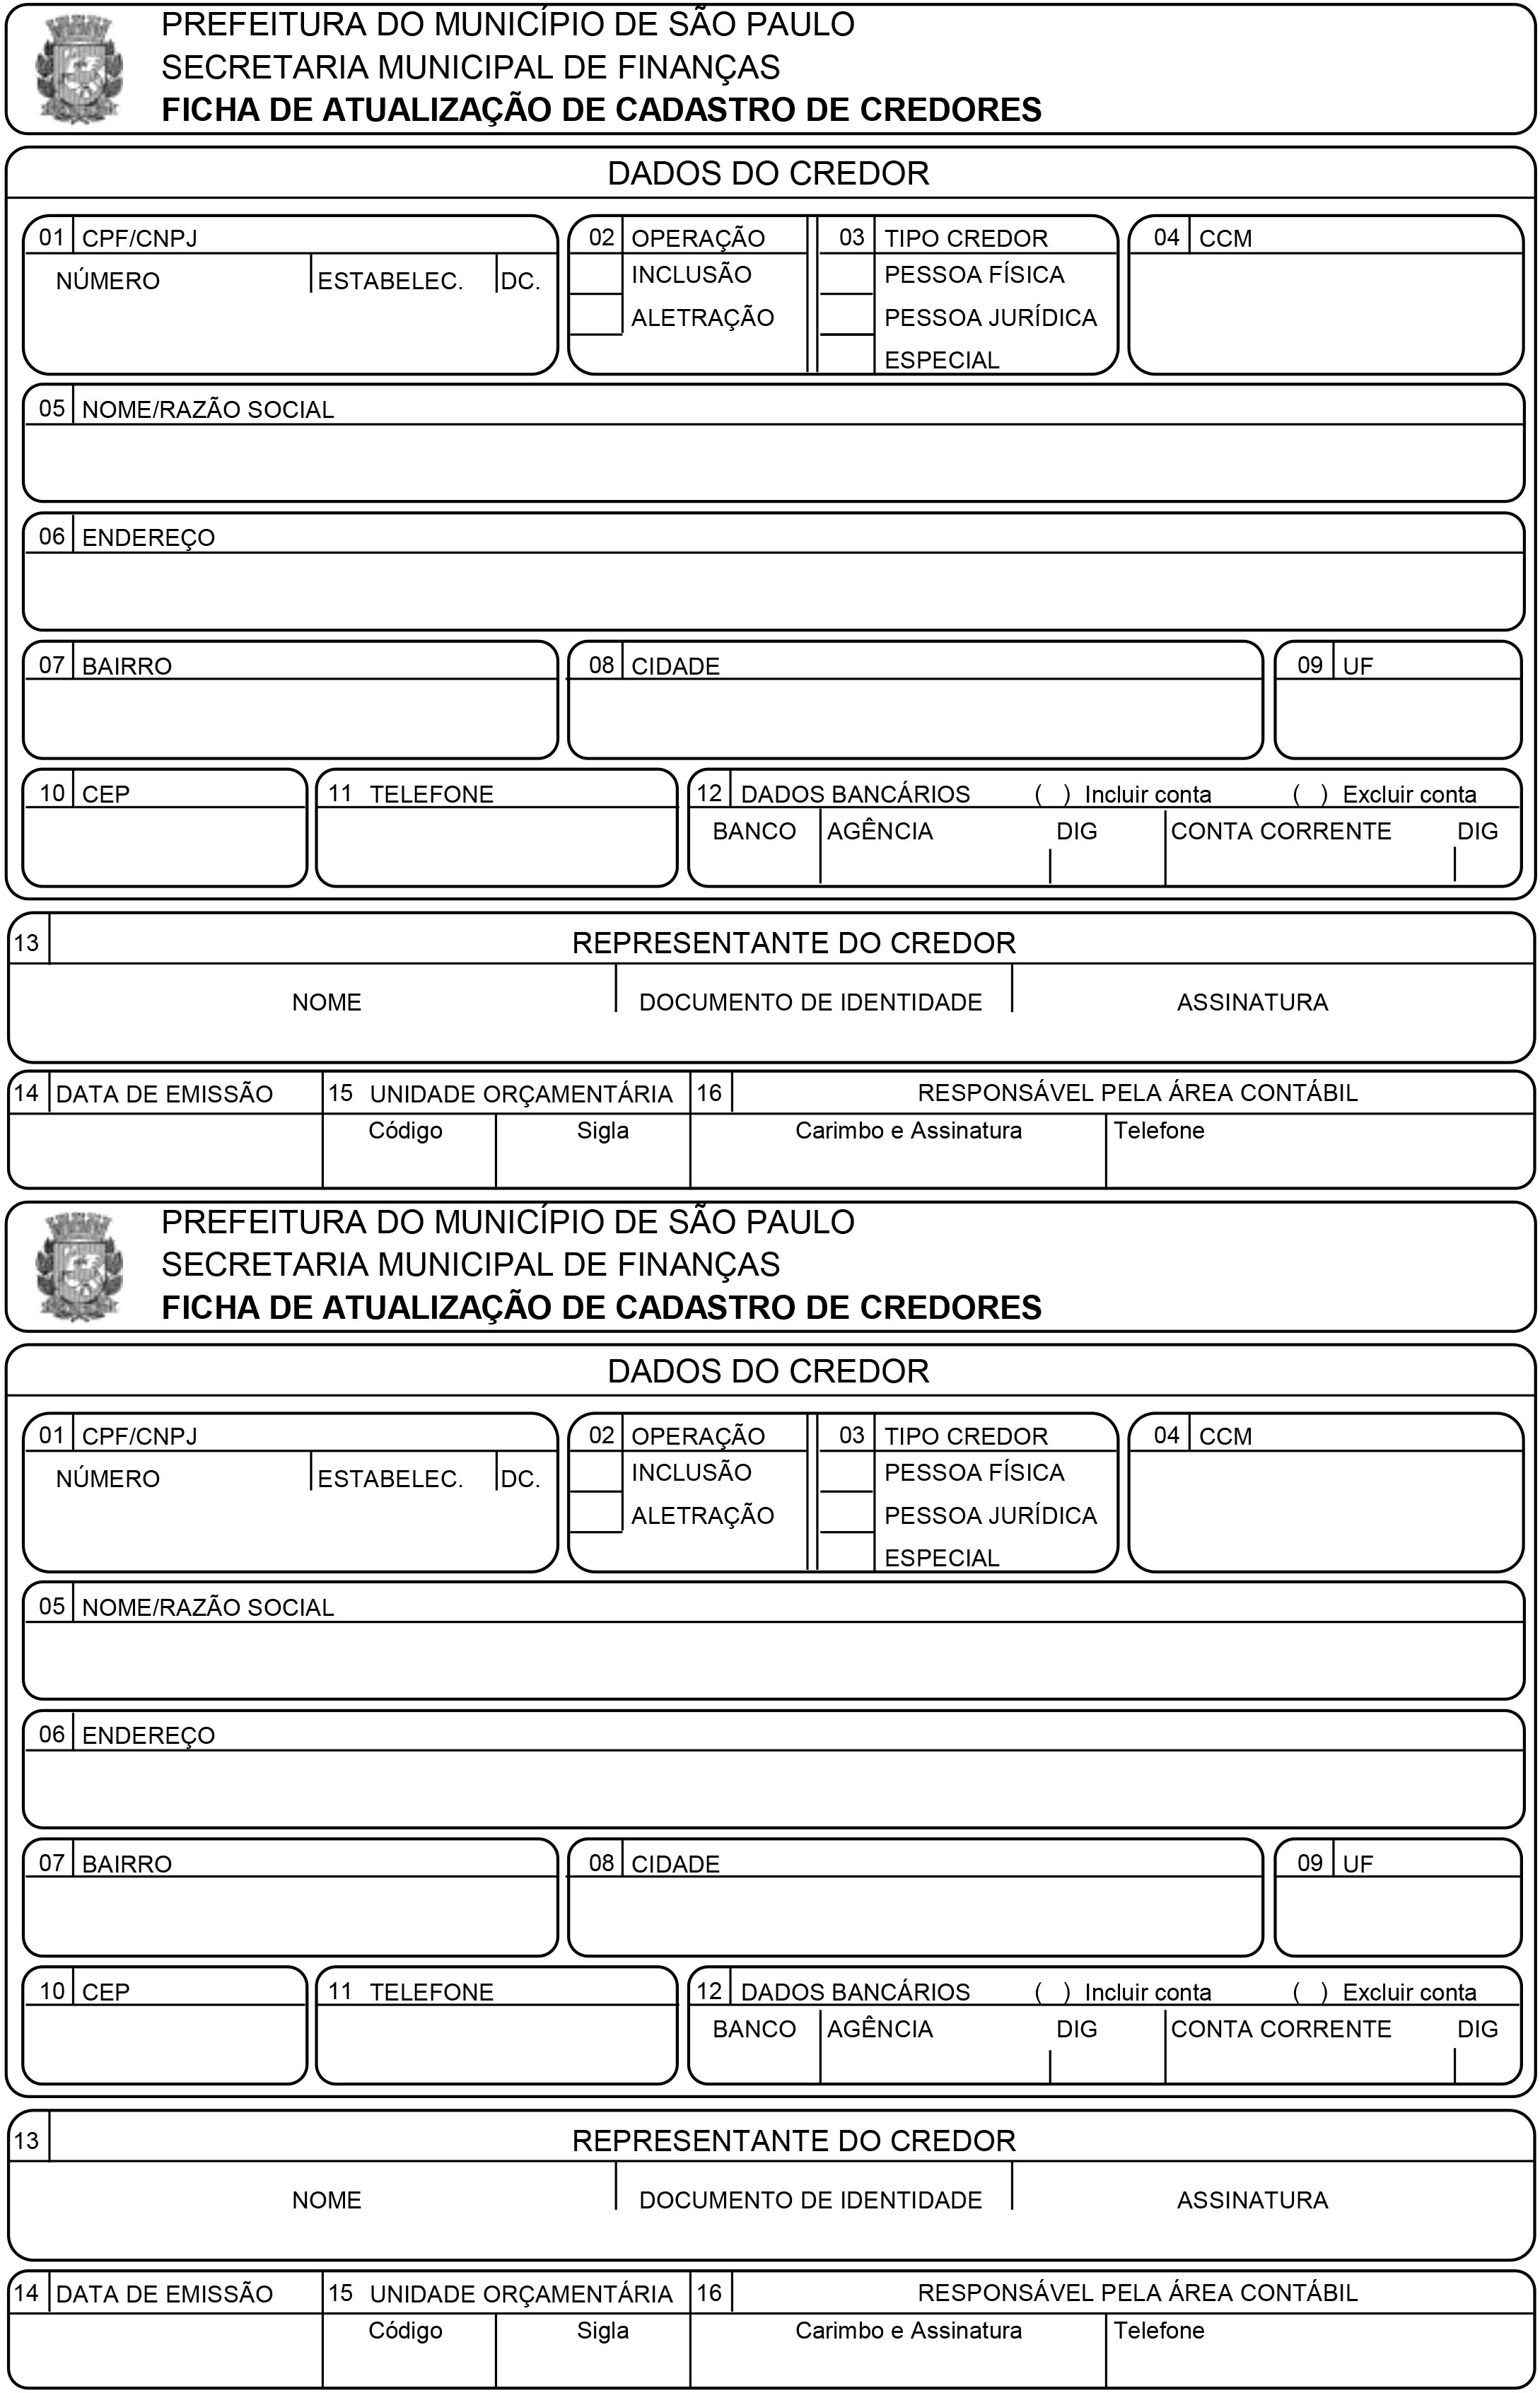 PREFEITURA DO MUNICÍPIO DE SÃO PAULO
SECRETARIA MUNICIPAL DE FINANÇAS
FICHA DE ATUALIZAÇÃO DE CADASTRO DE CREDORES
DADOS DO CREDOR
01 CPF/CNPJ 02 OPERAÇÃO 03 TIPO CREDOR 04 CCM
NÚMERO ESTABELEC. DC. INCLUSÃO PESSOA FÍSICA
ALETRAÇÃO PESSOA JURÍDICA
ESPECIAL
05 NOME/RAZÃO SOCIAL
06 ENDEREÇO
07 BAIRRO 08 CIDADE 09 UF
10 CEP 11 TELEFONE 12 DADOS BANCÁRIOS ( ) Incluir conta ( ) Excluir conta
BANCO AGÊNCIA DIG CONTA CORRENTE DIG
13 REPRESENTANTE DO CREDOR
NOME DOCUMENTO DE IDENTIDADE ASSINATURA
14 DATA DE EMISSÃO 15 UNIDADE ORÇAMENTÁRIA 16 RESPONSÁVEL PELA ÁREA CONTÁBIL
Código Sigla Carimbo e Assinatura Telefone
PREFEITURA DO MUNICÍPIO DE SÃO PAULO
SECRETARIA MUNICIPAL DE FINANÇAS
FICHA DE ATUALIZAÇÃO DE CADASTRO DE CREDORES
DADOS DO CREDOR
01 CPF/CNPJ 02 OPERAÇÃO 03 TIPO CREDOR 04 CCM
NÚMERO ESTABELEC. DC. INCLUSÃO PESSOA FÍSICA
ALETRAÇÃO PESSOA JURÍDICA
ESPECIAL
05 NOME/RAZÃO SOCIAL
06 ENDEREÇO
07 BAIRRO 08 CIDADE 09 UF
10 CEP 11 TELEFONE 12 DADOS BANCÁRIOS ( ) Incluir conta ( ) Excluir conta
BANCO AGÊNCIA DIG CONTA CORRENTE DIG
13 REPRESENTANTE DO CREDOR
NOME DOCUMENTO DE IDENTIDADE ASSINATURA
14 DATA DE EMISSÃO 15 UNIDADE ORÇAMENTÁRIA 16 RESPONSÁVEL PELA ÁREA CONTÁBIL
Código Sigla Carimbo e Assinatura Telefone